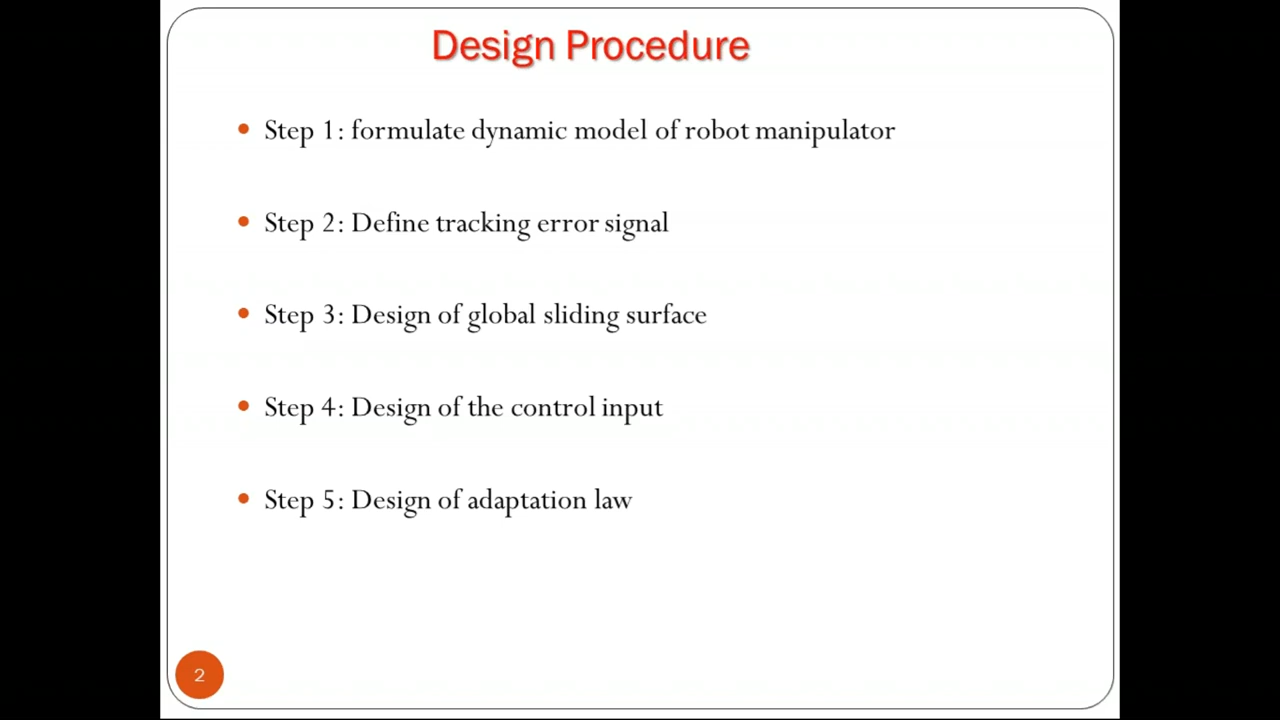 Design Procedure
Step 1: formulate dynamic model of robot manipulator
Step 2: Define tracking error signal
Step 3: Design of global sliding surface
Step 4: Design of the control input
Step 5: Design of adaptation law
2